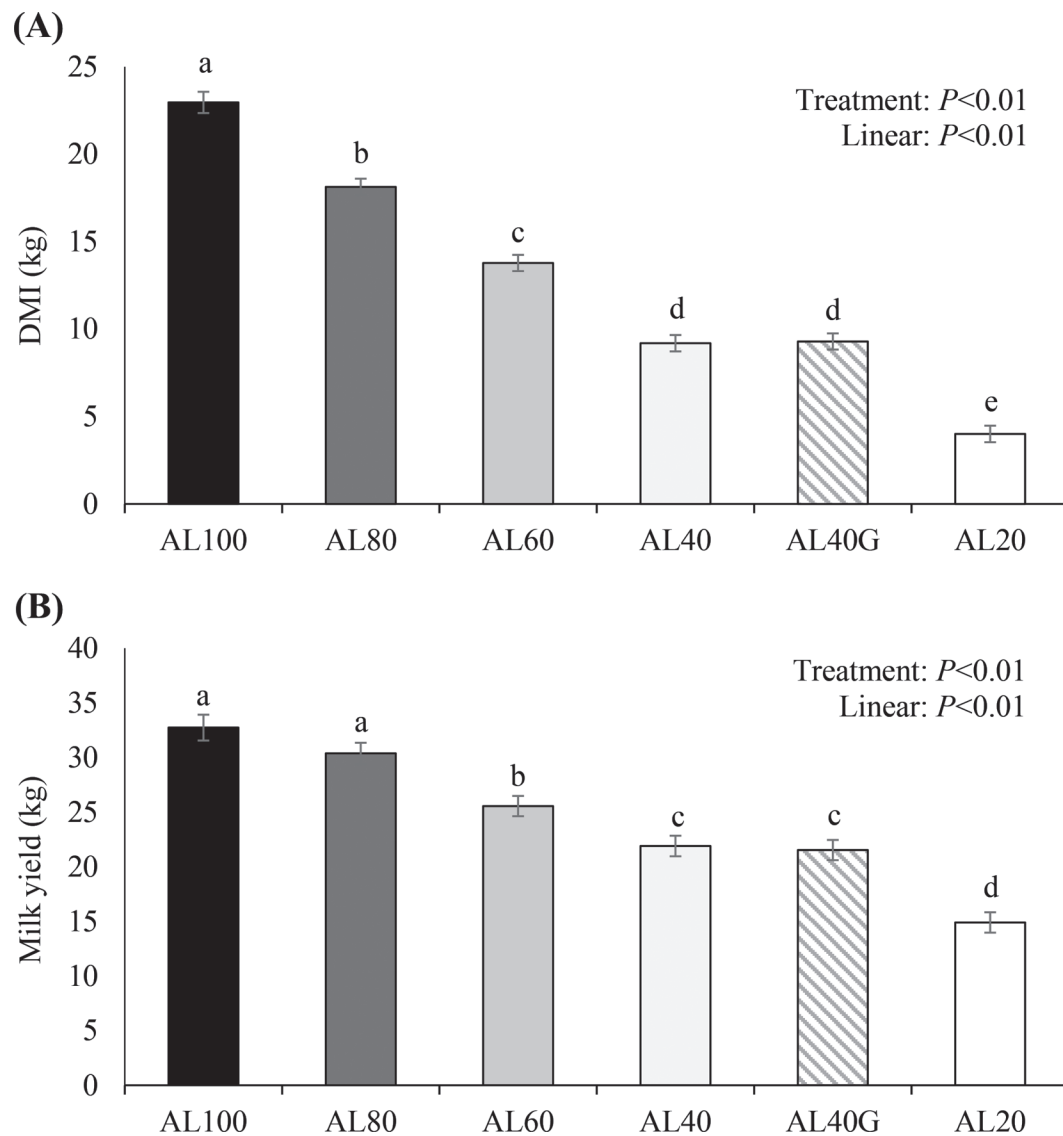 (A)
25
20
15
10
5
0
DMI (kg)
a
b
c
d
d
e
Treatment: P<0.01
Linear: P<0.01
AL100 AL80 AL60 AL40 AL40G AL20
(B)
40
35
30
25
20
15
10
5
0
Milk yield (kg)
a
a
b
c
c
d
Treatment: P<0.01
Linear: P<0.01
AL100 AL80 AL60 AL40 AL40G AL20